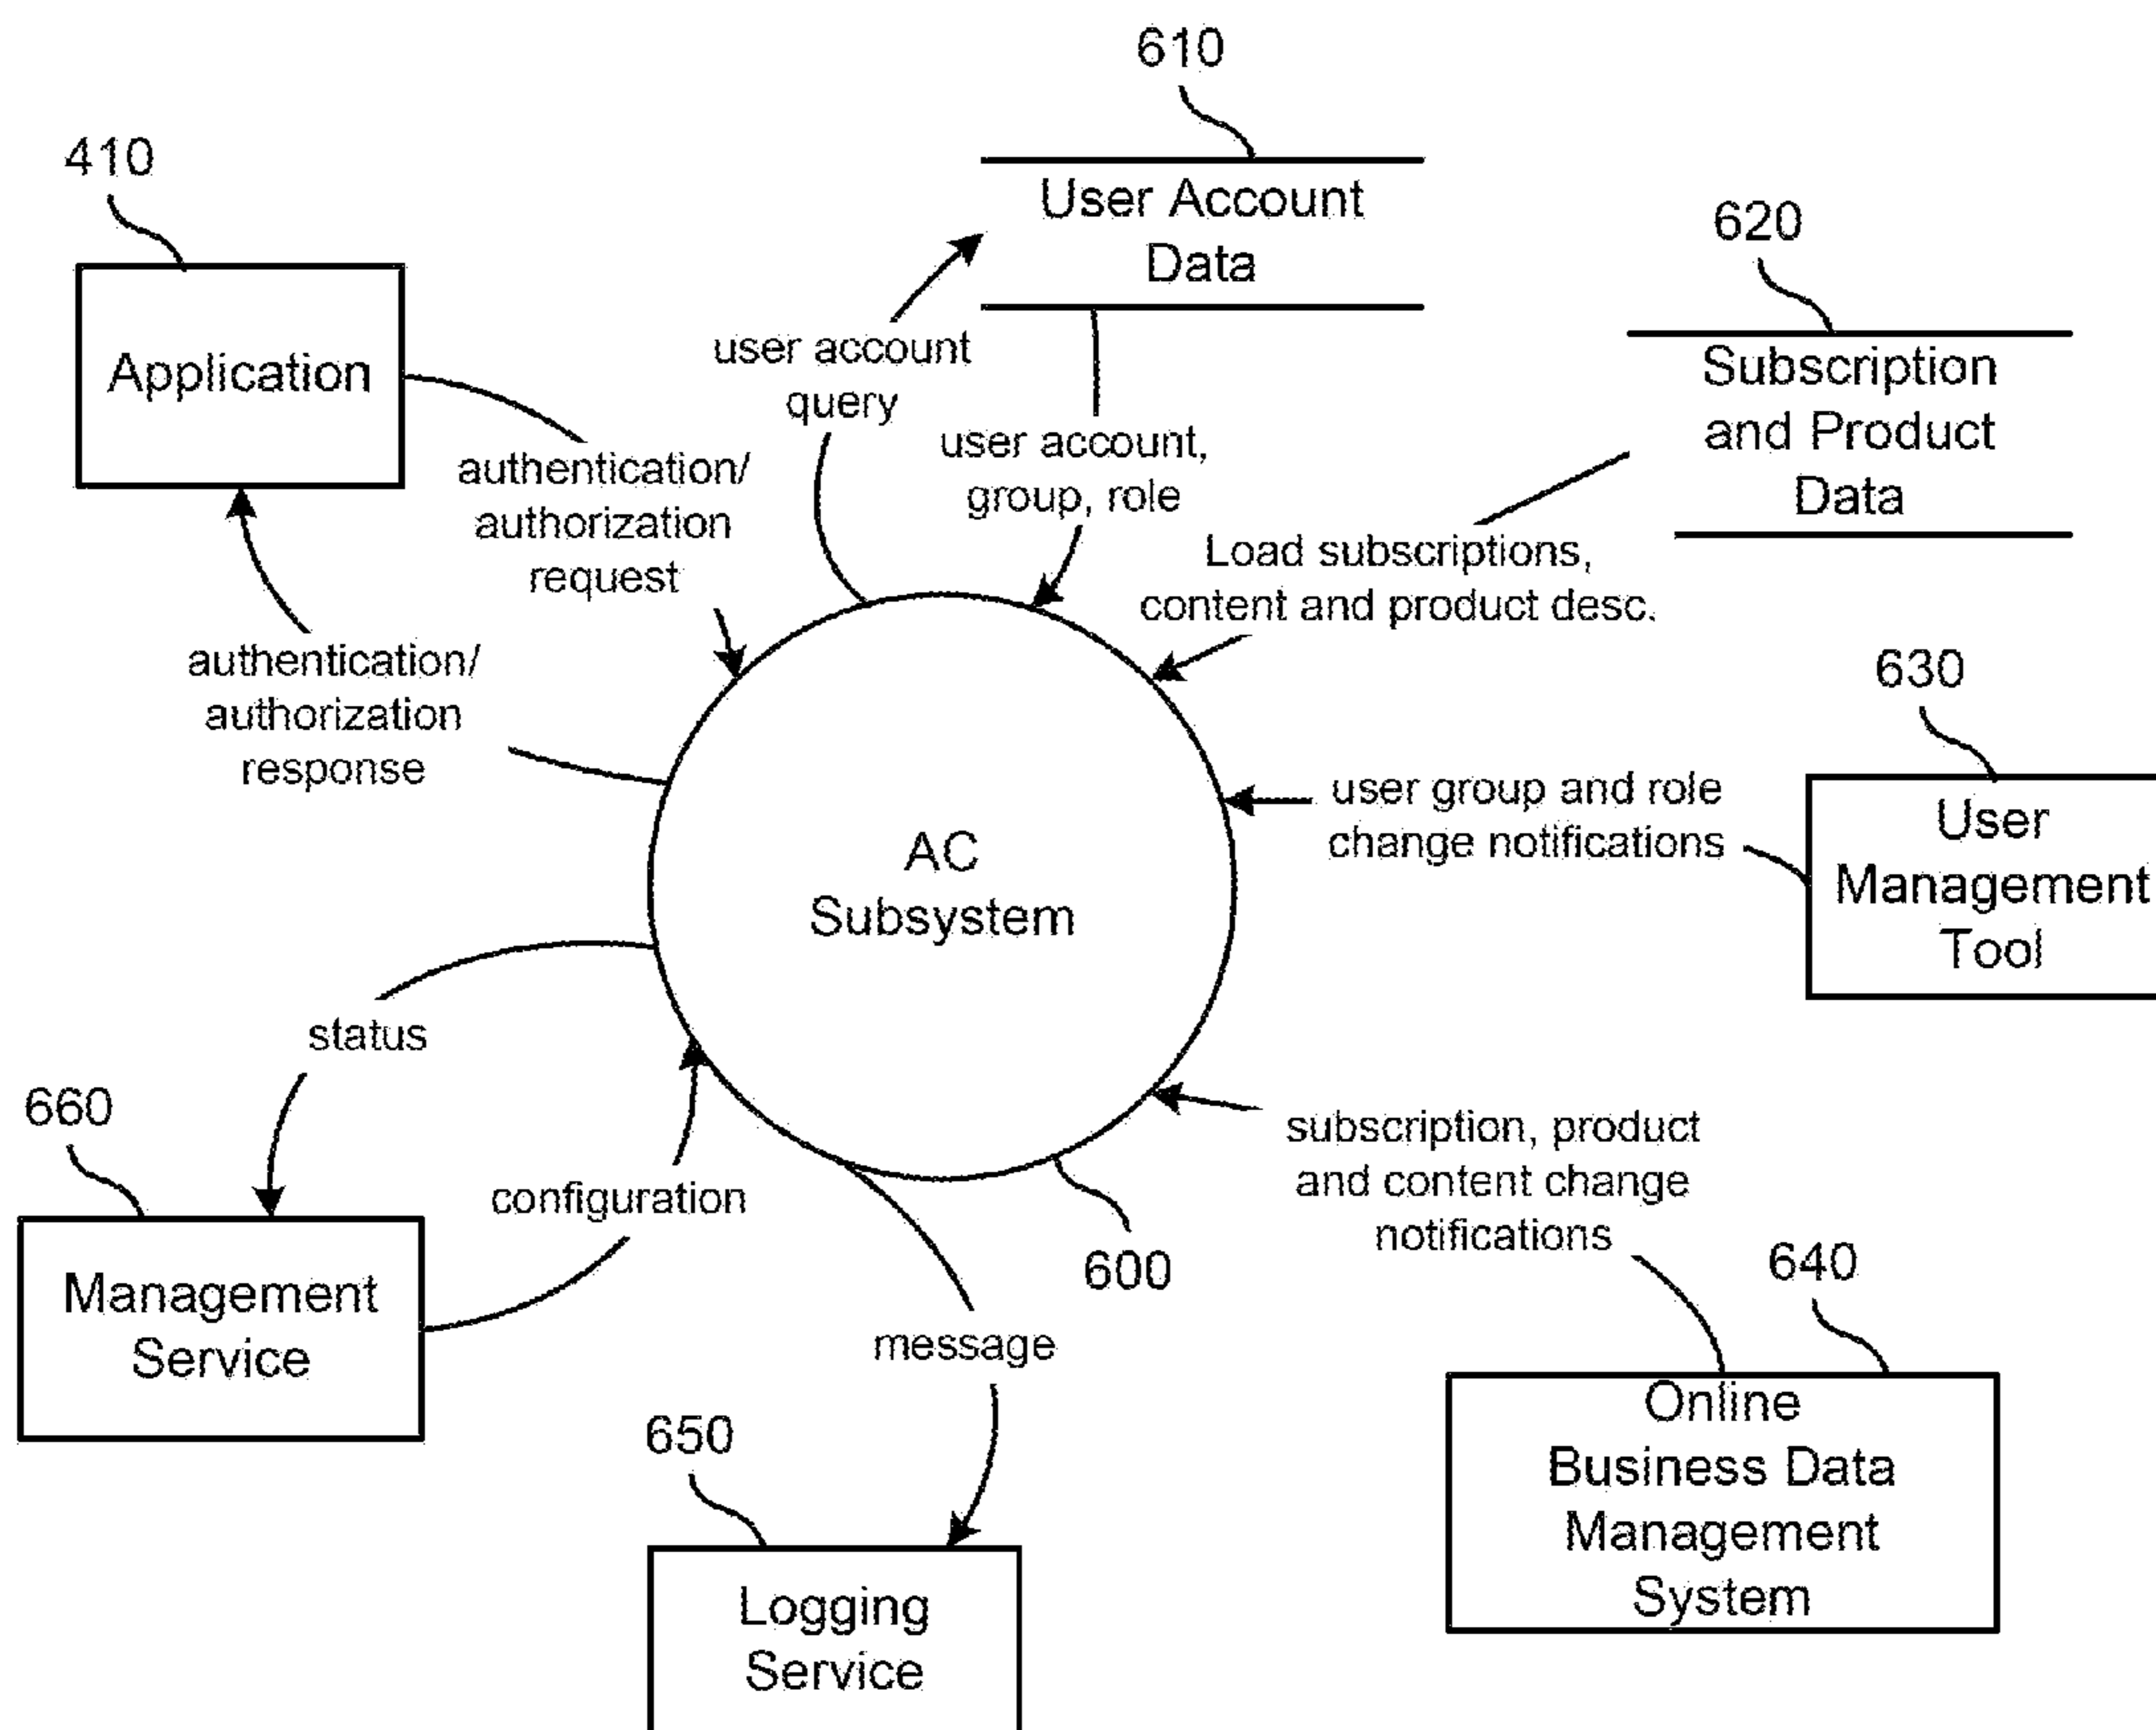 610
User Account
Data
410
Application
620
Subscription
and Product
Data
user account
query
user account,
group, role
authentication/
authorization
request
Load subscriptions,
content and product desc.
authentication/
authorization
response
630
User
Management
Tool
user group and role
change notifications
AC
Subsystem
status
660
Management
Service
configuration
subscription, product
and content change
notifications
600
640
Online
Business Data
Management
System
message
650
Logging
Service